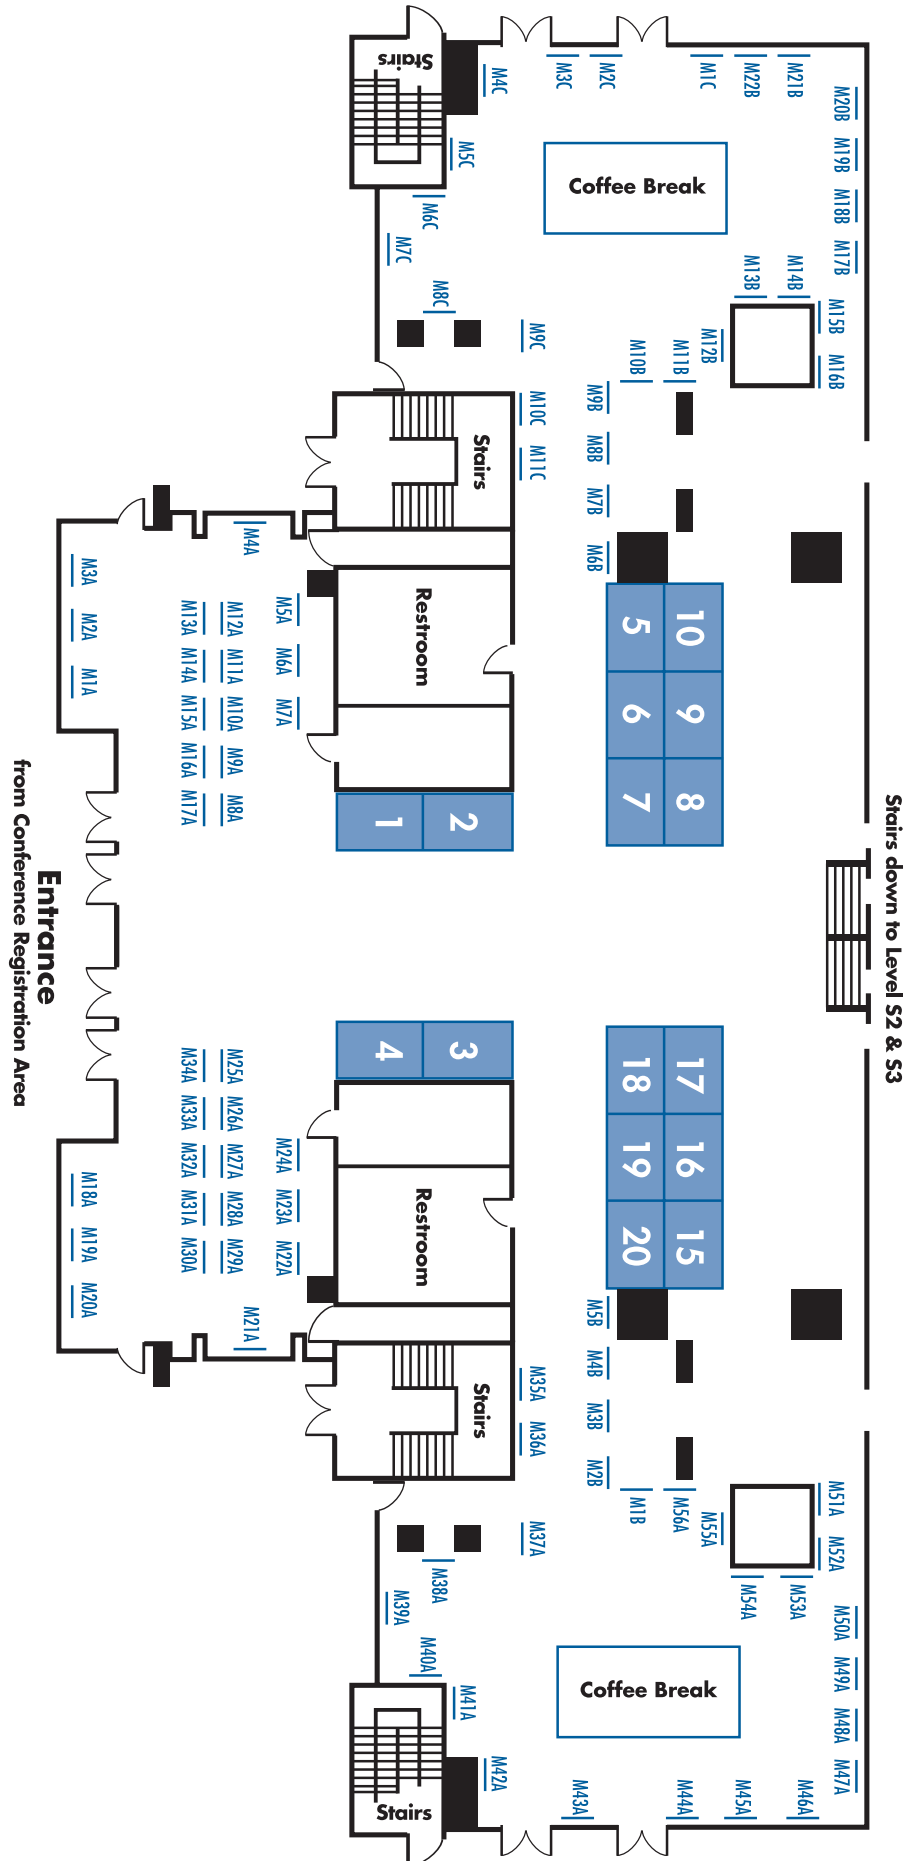 Stairs
M4C
M3C
M2C
M1C
M22B
M21B
M20B
M19B
M18B
M17B
M5C
M6C
M7C
M8C
Coffee Break
M13B
M14B
M15B
M16B
M12B
M11B
M10B
M9C
M9B
M8B
M7B
M6B
M10C
M11C
Stairs
M4A
M3A
M2A
M1A
M5A
M6A
M7A
M13A
M12A
M14A
M11A
M15A
M10A
M16A
M9A
M17A
M8A
Restroom
5
10
6
9
7
8
1
2
Entrance
from Conference Registration Area
Stairs down to Level S2 & S3
4
3
18
17
19
16
20
15
M34A
M25A
M33A
M26A
M32A
M27A
M31A
M28A
M30A
M29A
M24A
M23A
M22A
M18A
M19A
M20A
M21A
Restroom
M5B
M4B
M3B
M2B
M1B
M56A
M55A
M51A
M52A
M53A
M54A
M35A
M36A
Stairs
M37A
M38A
M39A
M40A
M41A
M42A
Coffee Break
M50A
M49A
M48A
M47A
M43A
M44A
M45A
M46A
Stairs